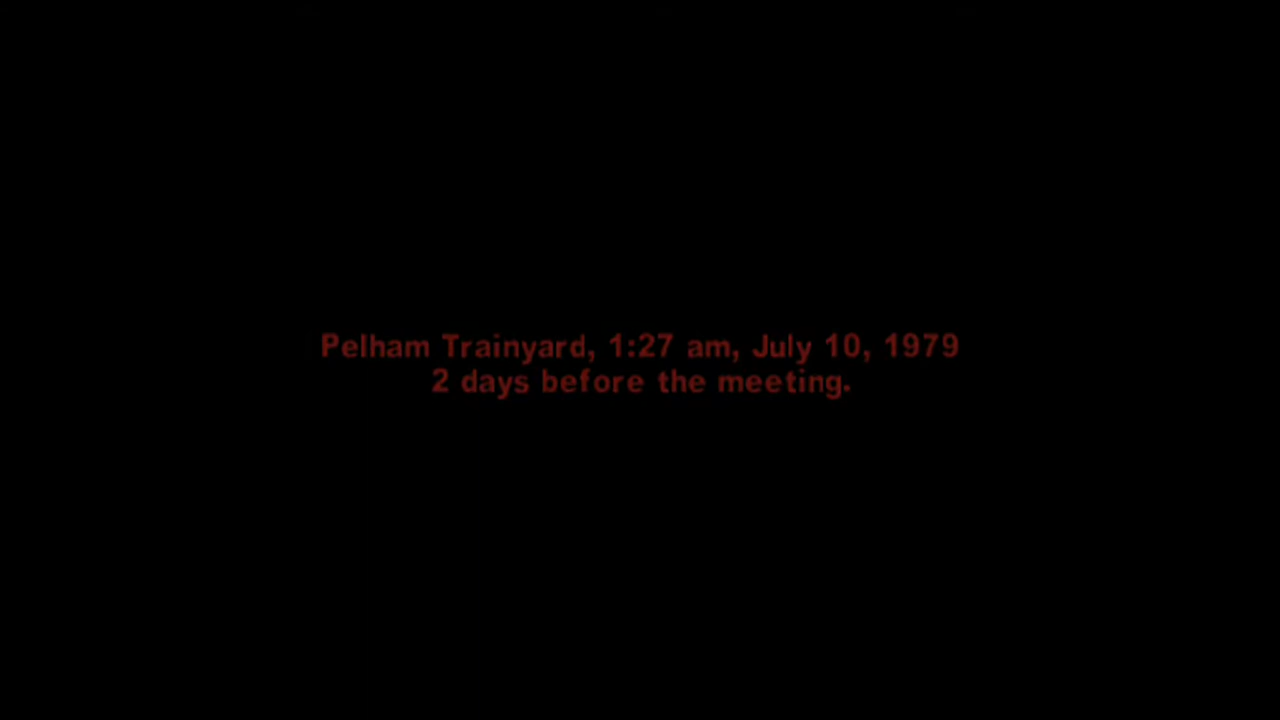 Pelham Trainyard, 1:27 am, July 10, 1979
2 days before the meeting.